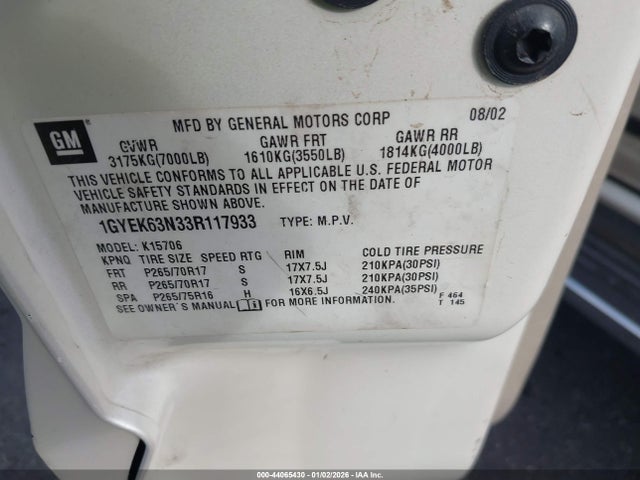 MFD BY GENERAL MOTORS CORP 08/02
GM
GVWR GAWR FRT GAWR RR
3175KG(7000LB) 1610KG(3550LB) 1814KG(4000LB)
THIS VEHICLE CONFORMS TO ALL APPLICABLE U.S. FEDERAL MOTOR
VEHICLE SAFETY STANDARDS IN EFFECT ON THE DATE OF
MANUFACTURE SHOWN ABOVE.
1GYEK63N33R117933 TYPE: M.P.V.
MODEL: K15706
KPNQ TIRE SIZE SPEED RTG RIM COLD TIRE PRESSURE
FRT P265/70R17 S 17X7.5J 210KPA(30PSI)
RR P265/70R17 S 17X7.5J 210KPA(30PSI)
SPA P265/75R16 H 16X6.5J 240KPA(35PSI)
SEE OWNER'S MANUAL FOR MORE INFORMATION.
F 464
T 145
000-44065430 - 01/02/2026 - IAAI.COM